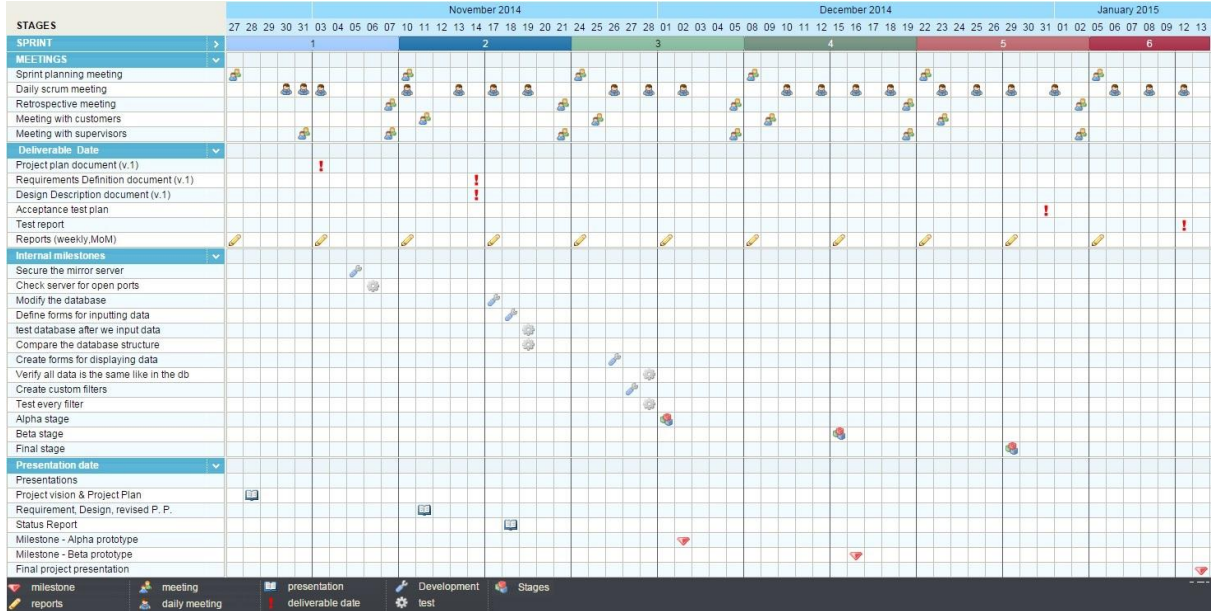 November 2014 December 2014 January 2015
STAGES 27 28 29 30 31 03 04 05 06 07 10 11 12 13 14 17 18 19 20 21 24 25 26 27 28 01 02 03 04 05 08 09 10 11 12 15 16 17 18 19 22 23 24 25 26 29 30 31 01 02 05 06 07 08 09 12 13
SPRINT 1 2 3 4 5 6
MEETINGS
Sprint planning meeting
Daily scrum meeting
Retrospective meeting
Meeting with customers
Meeting with supervisors
Deliverable Date
Project plan document (v.1)
Requirements Definition document (v.1)
Design Description document (v.1)
Acceptance test plan
Test report
Reports (weekly,MoM)
Internal milestones
Secure the mirror server
Check server for open ports
Modify the database
Define forms for inputting data
test database after we input data
Compare the database structure
Create forms for displaying data
Verify all data is the same like in the db
Create custom filters
Test every filter
Alpha stage
Beta stage
Final stage
Presentation date
Presentations
Project vision & Project Plan
Requirement, Design, revised P. P.
Status Report
Milestone - Alpha prototype
Milestone - Beta prototype
Final project presentation
milestone meeting presentation Development Stages
reports daily meeting deliverable date test